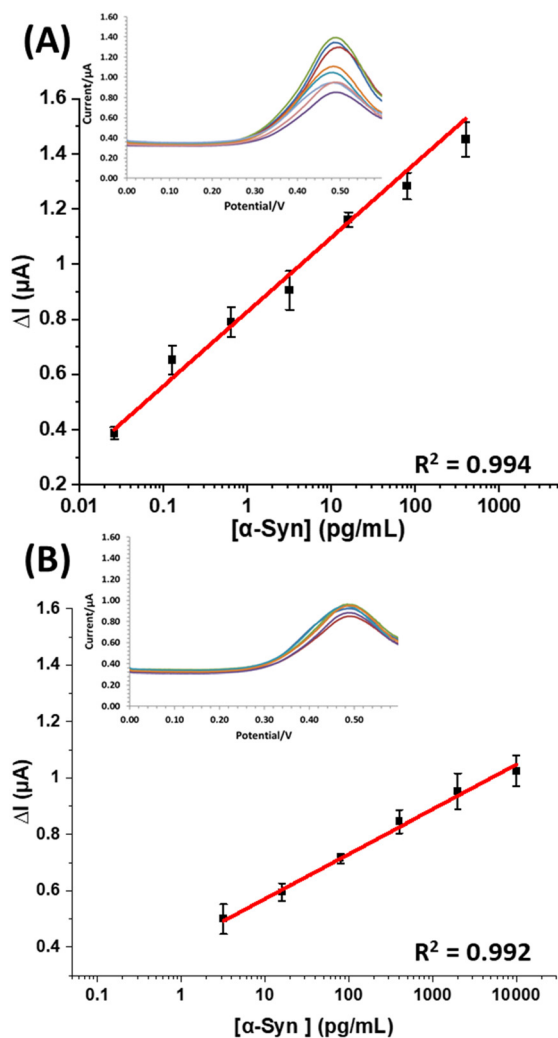 (A)
1.60
1.40
1.20
1.00
0.80
0.60
0.40
0.20
0.00
Current/µA
0.00 0.10 0.20 0.30 0.40 0.50
Potential/V
1.6
1.4
1.2
1
0.8
0.6
0.4
0.2
ΔI (µA)
R² = 0.994
0.01 0.1 1 10 100 1000
[α-Syn] (pg/mL)
(B)
1.60
1.40
1.20
1.00
0.80
0.60
0.40
0.20
0.00
Current/µA
0.00 0.10 0.20 0.30 0.40 0.50
Potential/V
1.6
1.4
1.2
1
0.8
0.6
0.4
ΔI (µA)
R² = 0.992
0.1 1 10 100 1000 10000
[α-Syn ] (pg/mL)